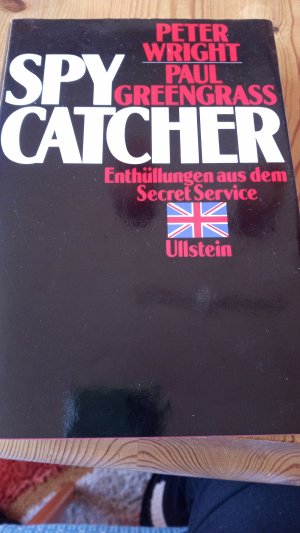 PETER
WRIGHT
PAUL
GREENGRASS
SPY
CATCHER
Enthüllungen aus dem
Secret Service
Ullstein